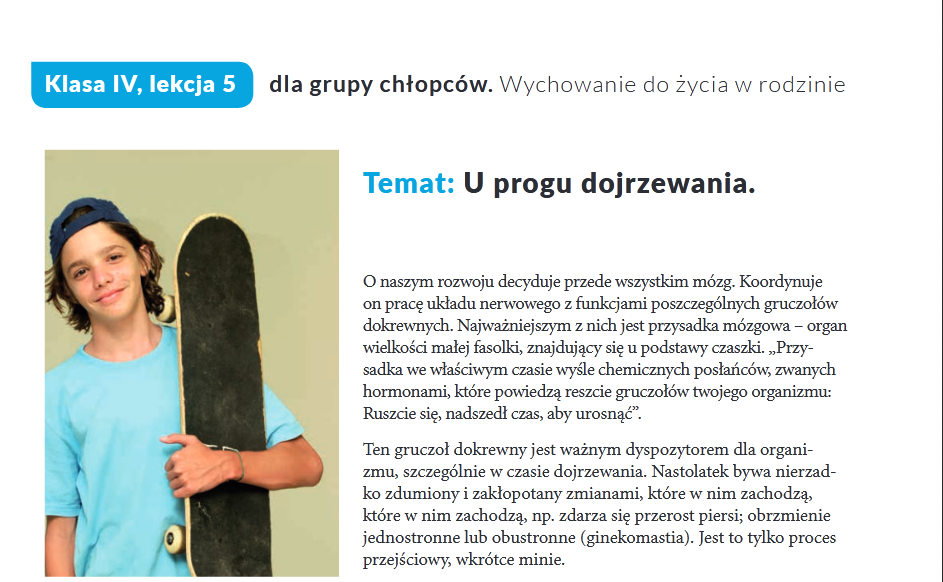 Klasa IV, lekcja 5 dla grupy chłopców. Wychowanie do życia w rodzinie
Temat: U progu dojrzewania.
O naszym rozwoju decyduje przede wszystkim mózg. Koordynuje
on pracę układu nerwowego z funkcjami poszczególnych gruczołów
dokrewnych. Najważniejszym z nich jest przysadka mózgowa – organ
wielkości małej fasolki, znajdujący się u podstawy czaszki. „Przy-
sadka we właściwym czasie wyśle chemicznych posłańców, zwanych
hormonami, które powiedzą reszcie gruczołów twojego organizmu:
Ruszcie się, nadszedł czas, aby urosnąć”.
Ten gruczoł dokrewny jest ważnym dyspozytorem dla organi-
zmu, szczególnie w czasie dojrzewania. Nastolatek bywa nierzad-
ko zdumiony i zakłopotany zmianami, które w nim zachodzą,
które w nim zachodzą, np. zdarza się przerost piersi; obrzmienie
jednostronne lub obustronne (ginekomastia). Jest to tylko proces
przejściowy, wkrótce minie.